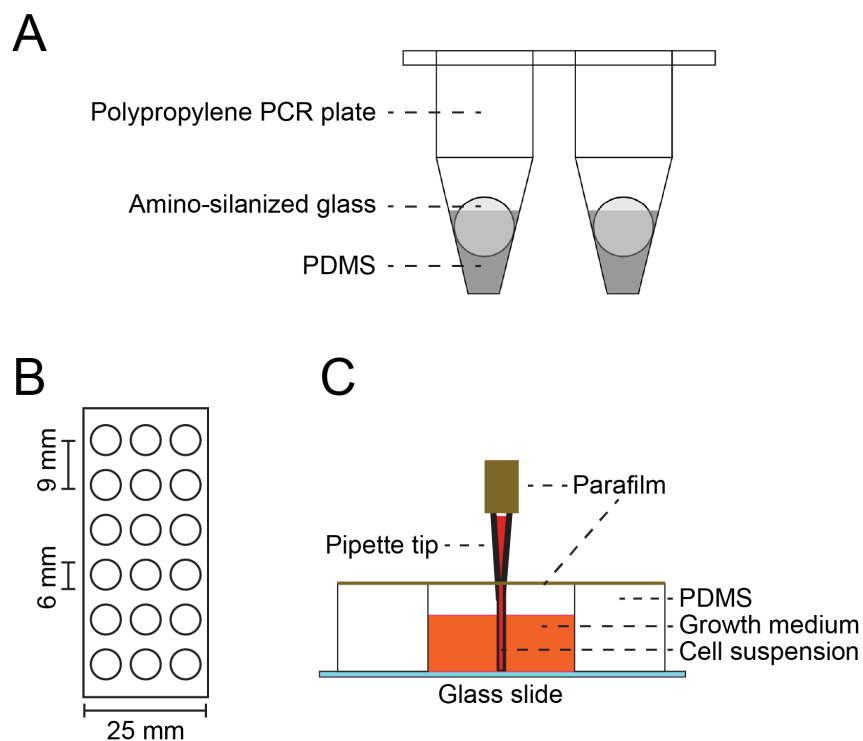 A
Polypropylene PCR plate
Amino-silanized glass
PDMS
B
9 mm
6 mm
25 mm
C
Parafilm
Pipette tip
PDMS
Growth medium
Cell suspension
Glass slide